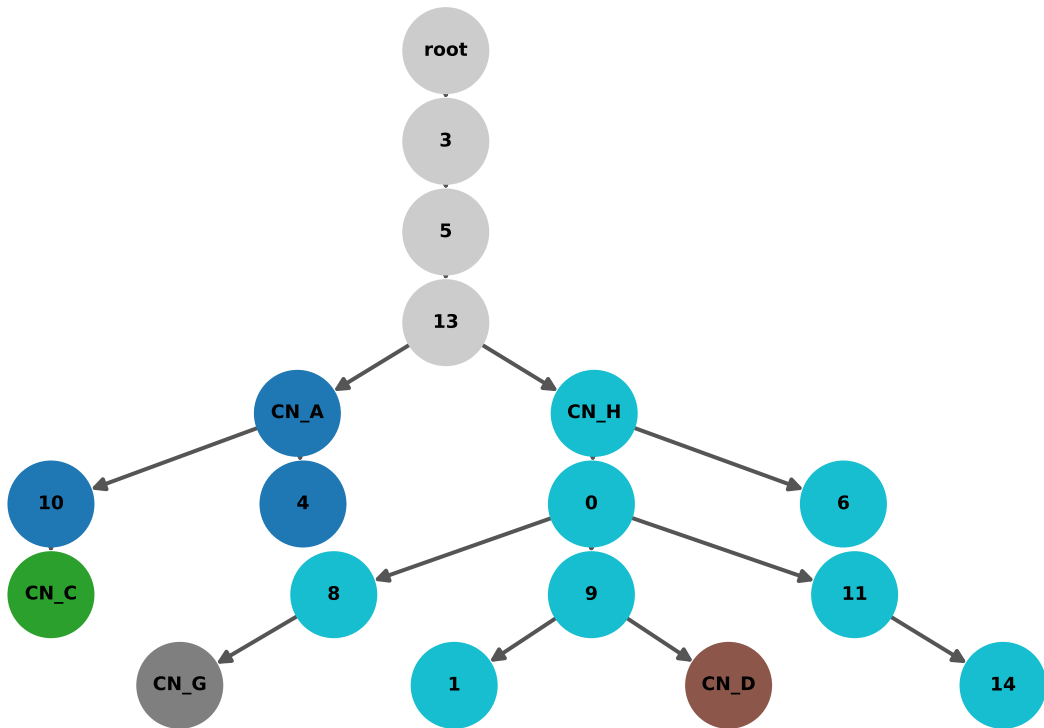 root
3
5
13
CN_A CN_H
10 4 0 6
CN_C 8 9 11
CN_G 1 CN_D 14